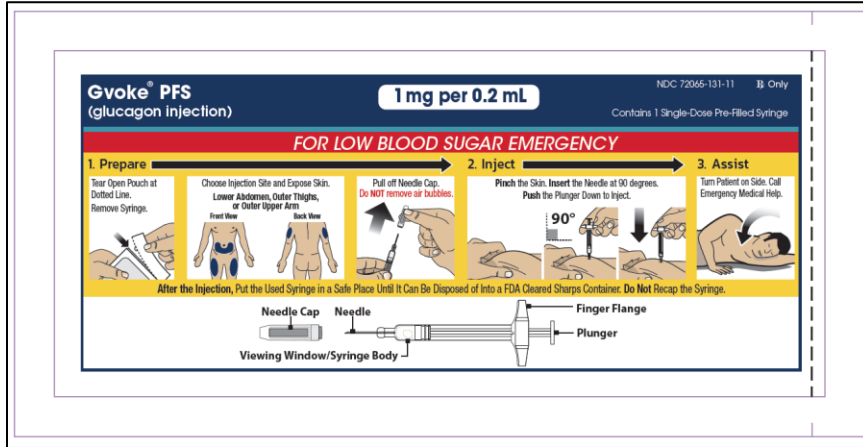 Gvoke® PFS
(glucagon injection)
1 mg per 0.2 mL
NDC 72065-131-11 ℞ Only
Contains 1 Single-Dose Pre-Filled Syringe
FOR LOW BLOOD SUGAR EMERGENCY
1. Prepare
Tear Open Pouch at
Dotted Line.
Remove Syringe.
Choose Injection Site and Expose Skin.
Lower Abdomen, Outer Thighs,
or Outer Upper Arm
Front View
Back View
Pull off Needle Cap.
Do NOT remove air bubbles.
2. Inject
Pinch the Skin. Insert the Needle at 90 degrees.
Push the Plunger Down to Inject.
90°
3. Assist
Turn Patient on Side. Call
Emergency Medical Help.
After the Injection, Put the Used Syringe in a Safe Place Until It Can Be Disposed of Into a FDA Cleared Sharps Container. Do Not Recap the Syringe.
Needle Cap
Needle
Finger Flange
Plunger
Viewing Window/Syringe Body